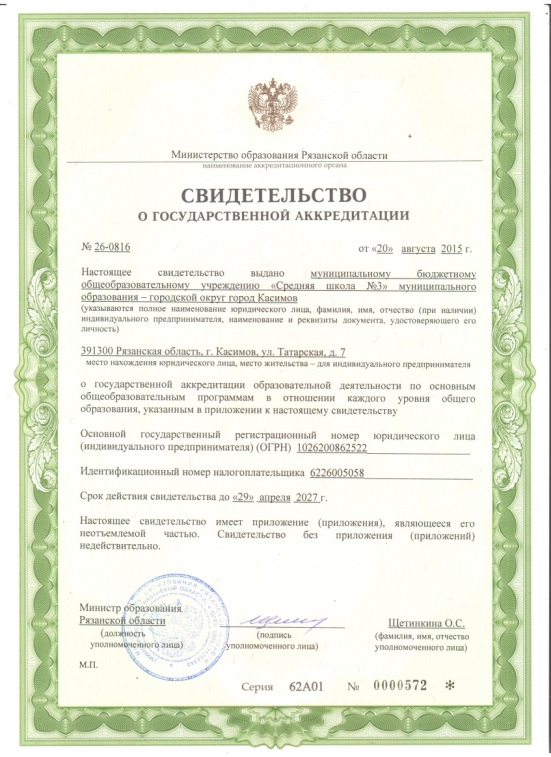 Министерство образования Рязанской области
наименование аккредитационного органа
СВИДЕТЕЛЬСТВО
О ГОСУДАРСТВЕННОЙ АККРЕДИТАЦИИ
№ 26-0816 от «20» августа 2015 г.
Настоящее свидетельство выдано муниципальному бюджетному
общеобразовательному учреждению «Средняя школа №3» муниципального
образования – городской округ город Касимов
(указываются полное наименование юридического лица, фамилия, имя, отчество (при наличии)
индивидуального предпринимателя, наименование и реквизиты документа, удостоверяющего его
личность)
391300 Рязанская область, г. Касимов, ул. Татарская, д. 7
место нахождения юридического лица, место жительства – для индивидуального предпринимателя
о государственной аккредитации образовательной деятельности по основным
общеобразовательным программам в отношении каждого уровня общего
образования, указанным в приложении к настоящему свидетельству
Основной государственный регистрационный номер юридического лица
(индивидуального предпринимателя) (ОГРН) 1026200862522
Идентификационный номер налогоплательщика 6226005058
Срок действия свидетельства до «29» апреля 2027 г.
Настоящее свидетельство имеет приложение (приложения), являющееся его
неотъемлемой частью. Свидетельство без приложения (приложений)
недействительно.
Министр образования
Рязанской области Щетинкина О.С.
(должность (подпись (фамилия, имя, отчество
уполномоченного лица) уполномоченного лица) уполномоченного лица)
М.П.
Серия 62А01 № 0000572 *